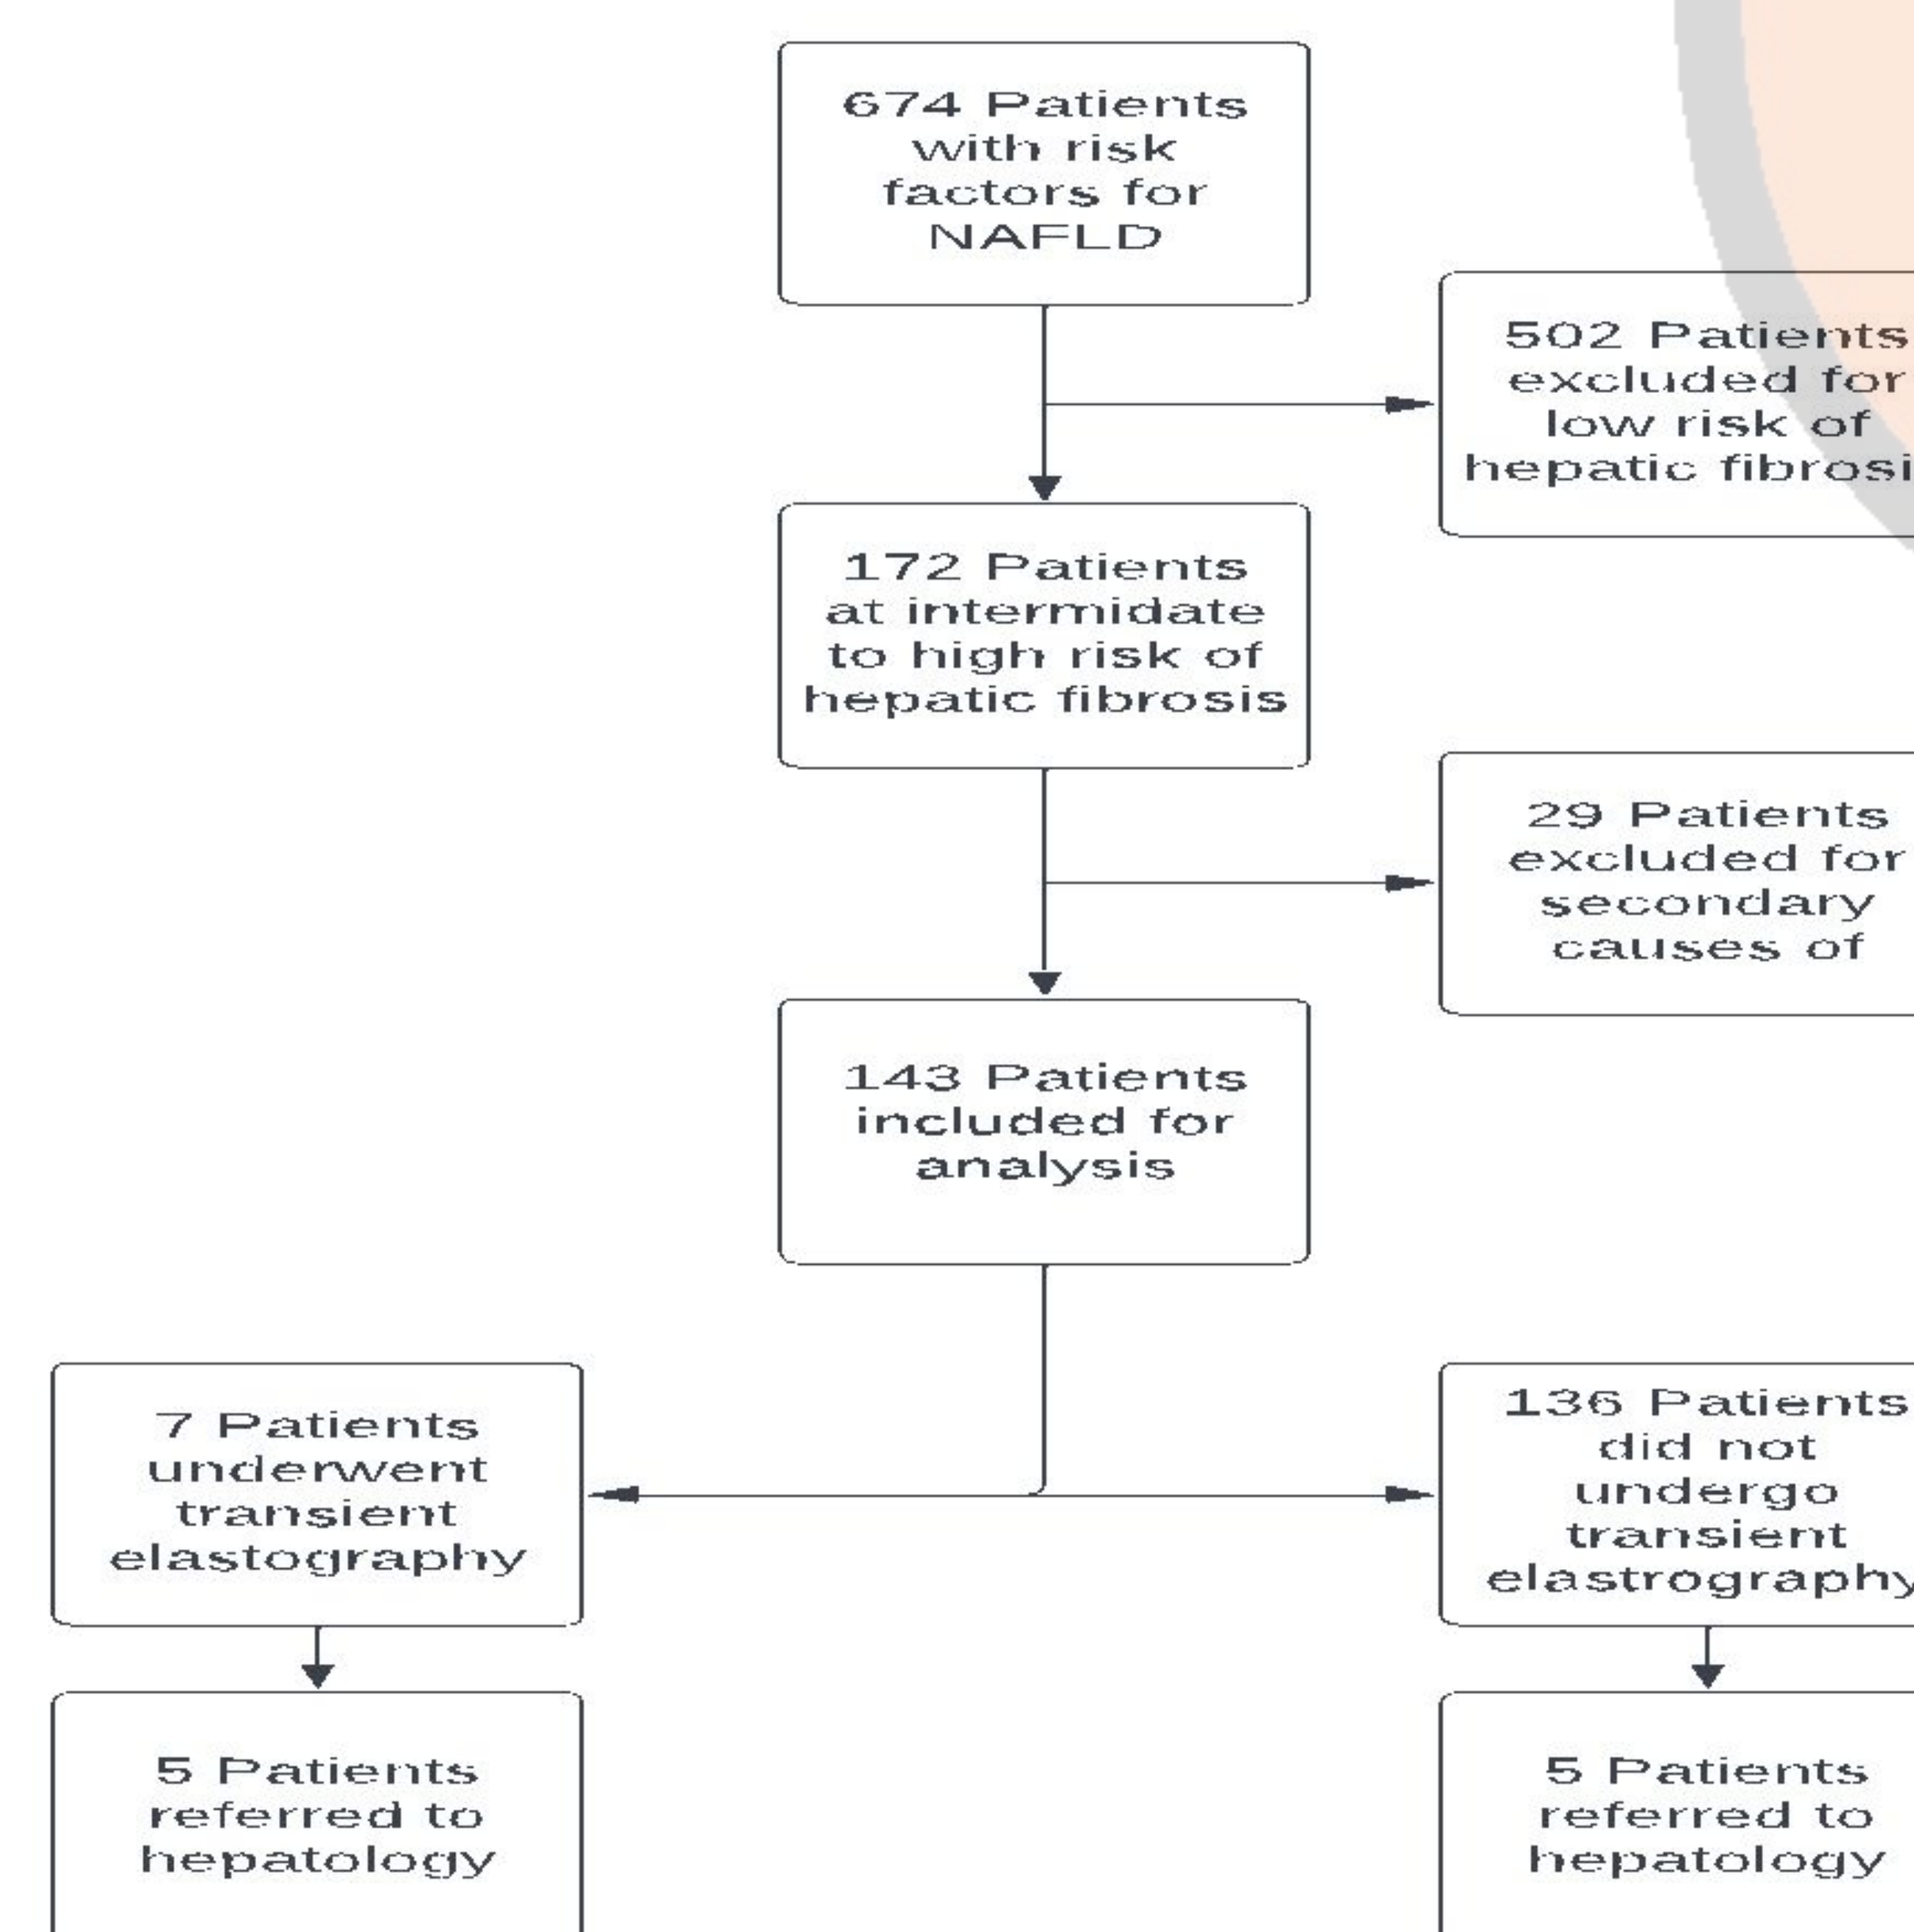 674 Patients
with risk
factors for
NAFLD
502 Patients
excluded for
low risk of
hepatic fibrosi
172 Patients
at intermidate
to high risk of
hepatic fibrosis
29 Patients
excluded for
secondary
causes of
143 Patients
included for
analysis
7 Patients
underwent
transient
elastography
136 Patients
did not
undergo
transient
elastrography
5 Patients
referred to
hepatology
5 Patients
referred to
hepatology